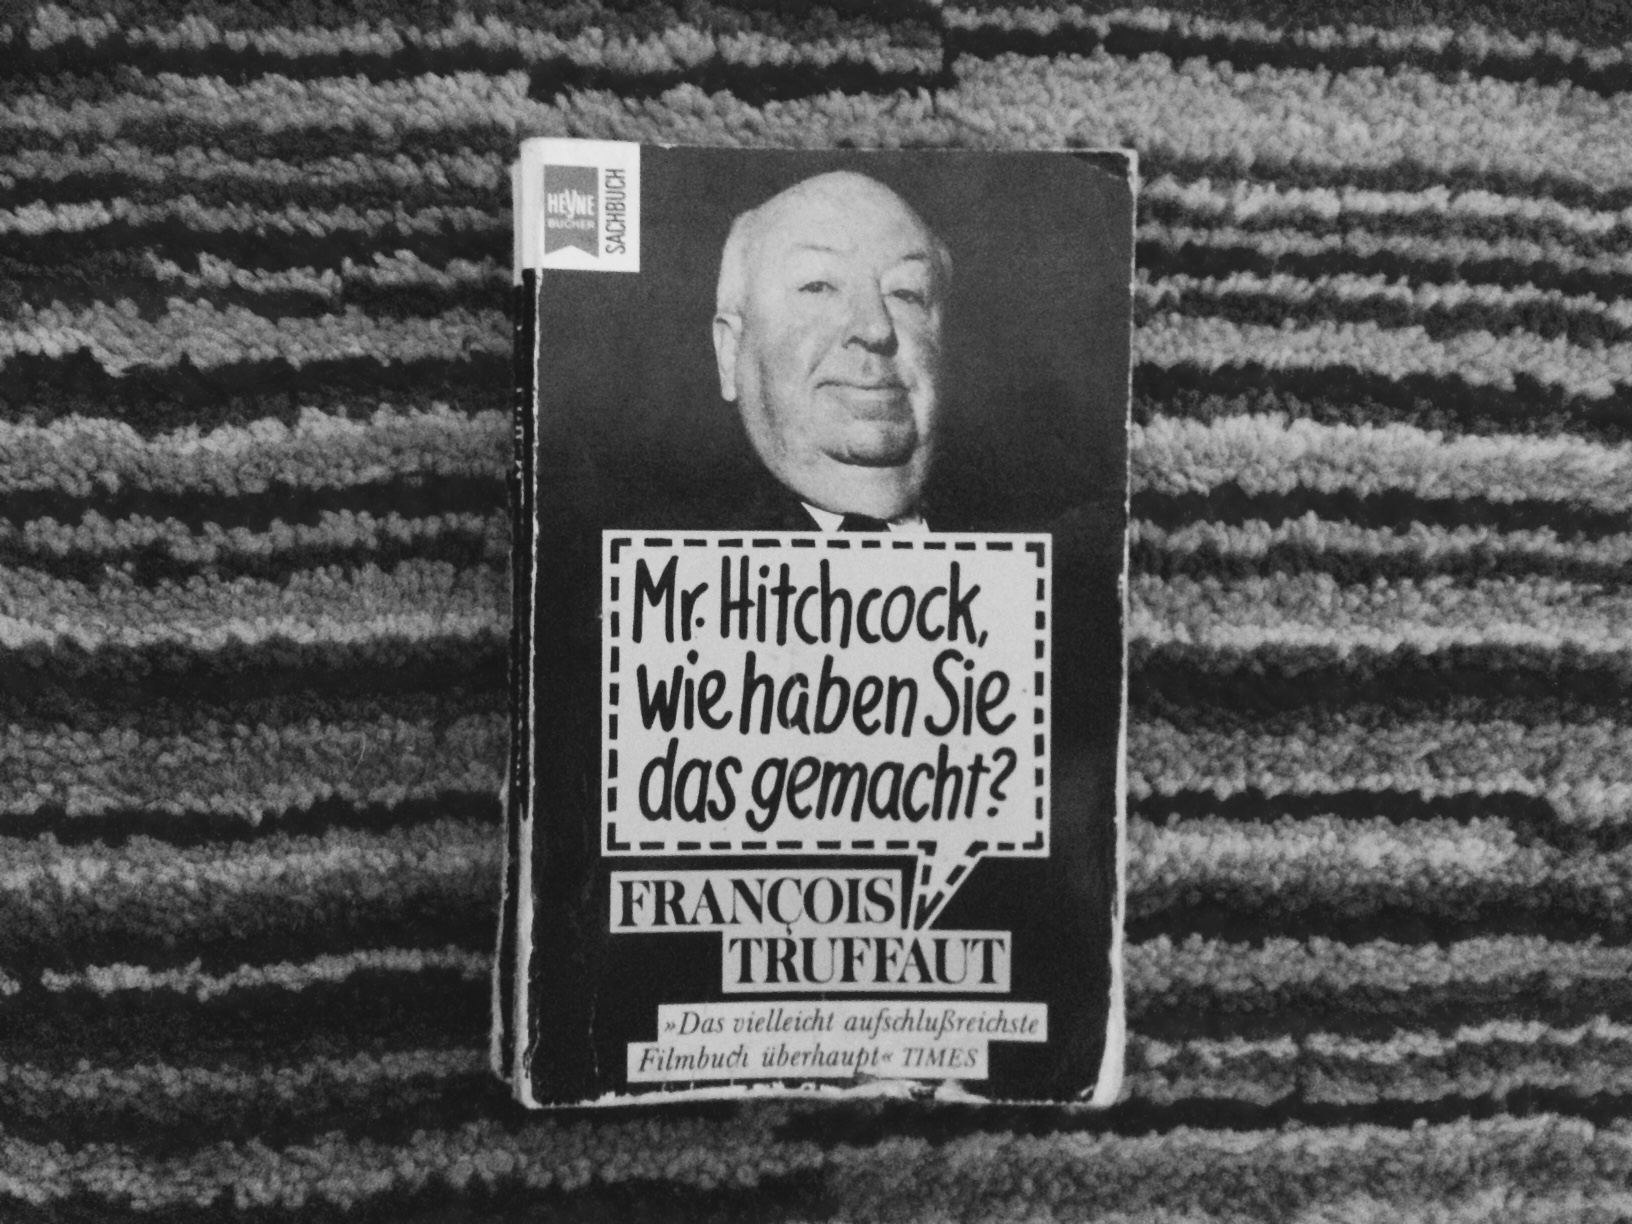 HEYNE
BÜCHER
SACHBUCH
Mr. Hitchcock,
wie haben Sie
das gemacht?
FRANÇOIS
TRUFFAUT
»Das vielleicht aufschlußreichste
Filmbuch überhaupt« TIMES